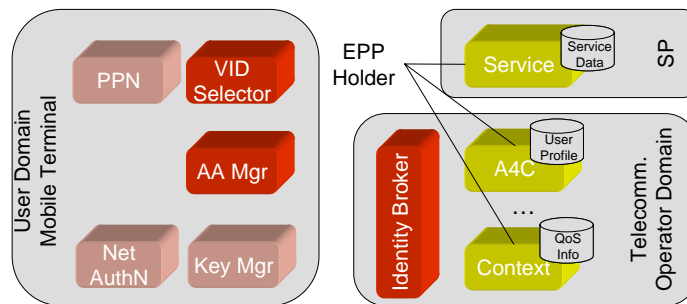 User Domain
Mobile Terminal
PPN
VID
Selector
AA Mgr
Net
AuthN
Key Mgr
EPP
Holder
Service
Service
Data
SP
Identity Broker
User
Profile
A4C
...
QoS
Info
Context
Telecomm.
Operator Domain